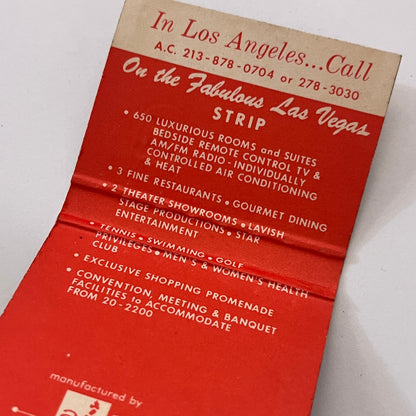 In Los Angeles...Call
A.C. 213-878-0704 or 278-3030
On the Fabulous Las Vegas
STRIP
• 650 LUXURIOUS ROOMS and SUITES
BEDSIDE REMOTE CONTROL TV &
AM/FM RADIO - INDIVIDUALLY
CONTROLLED AIR CONDITIONING
& HEAT
• 3 FINE RESTAURANTS • GOURMET DINING
• 2 THEATER SHOWROOMS • LAVISH
STAGE PRODUCTIONS • STAR
ENTERTAINMENT
• TENNIS • SWIMMING • GOLF
PRIVILEGES • MEN'S & WOMEN'S HEALTH
CLUB
• EXCLUSIVE SHOPPING PROMENADE
• CONVENTION, MEETING & BANQUET
FACILITIES to ACCOMMODATE
FROM 20-2200
manufactured by